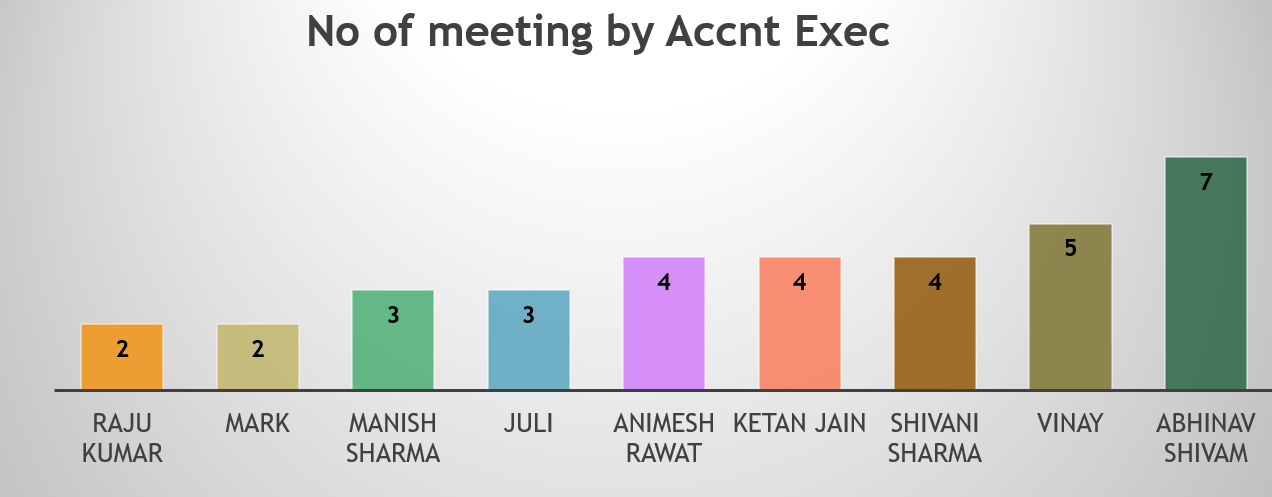 No of meeting by Accnt Exec
7
5
4
4
4
3
3
2
2
RAJU
KUMAR
MARK
MANISH
SHARMA
JULI
ANIMESH
RAWAT
KETAN JAIN
SHIVANI
SHARMA
VINAY
ABHINAV
SHIVAM